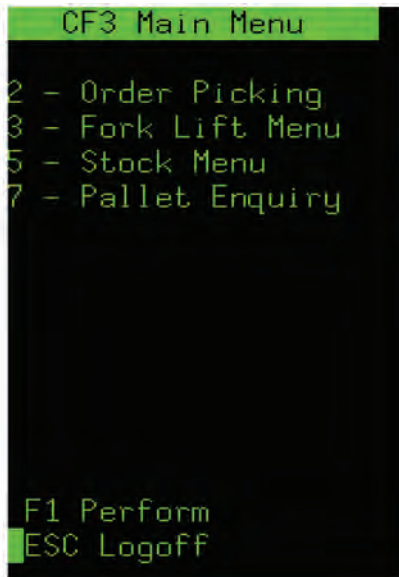 CF3 Main Menu
2 - Order Picking
3 - Fork Lift Menu
5 - Stock Menu
7 - Pallet Enquiry
F1 Perform
ESC Logoff